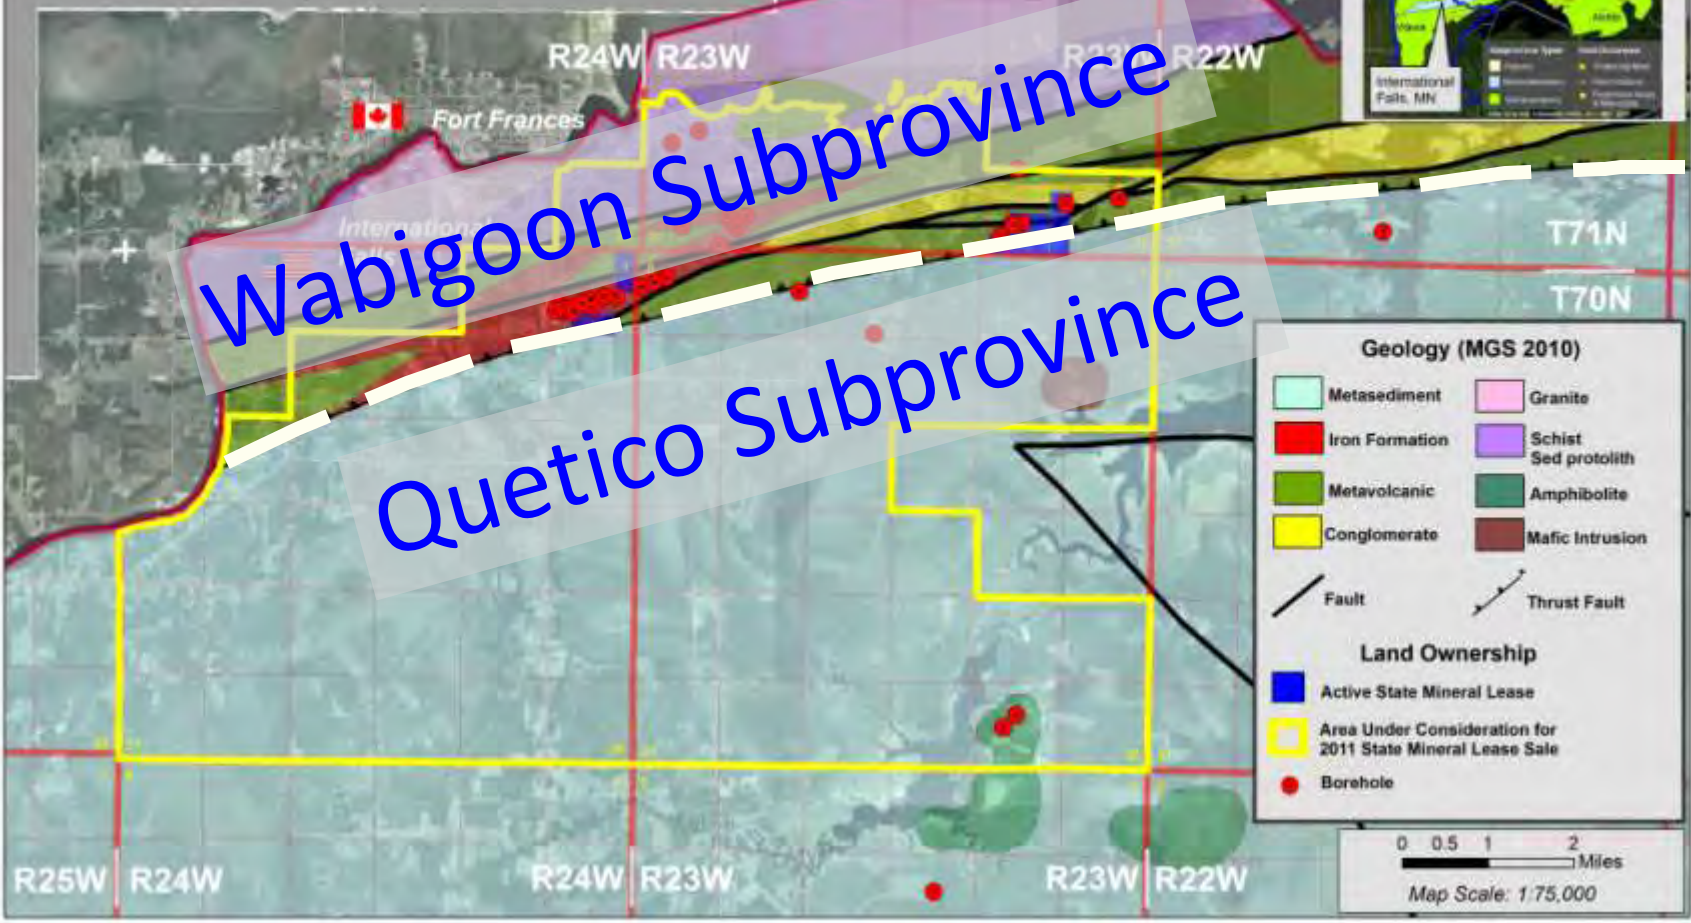 R24W R23W
R23W R22W
Fort Frances
International
Falls
Wabigoon Subprovince
Quetico Subprovince
T71N
T70N
International
Falls, MN
Geology (MGS 2010)
Metasediment
Granite
Iron Formation
Schist
Sed protolith
Metavolcanic
Amphibolite
Conglomerate
Mafic Intrusion
Fault
Thrust Fault
Land Ownership
Active State Mineral Lease
Area Under Consideration for
2011 State Mineral Lease Sale
Borehole
R25W R24W
R24W R23W
R23W R22W
0 0.5 1 2
Miles
Map Scale: 1:75,000